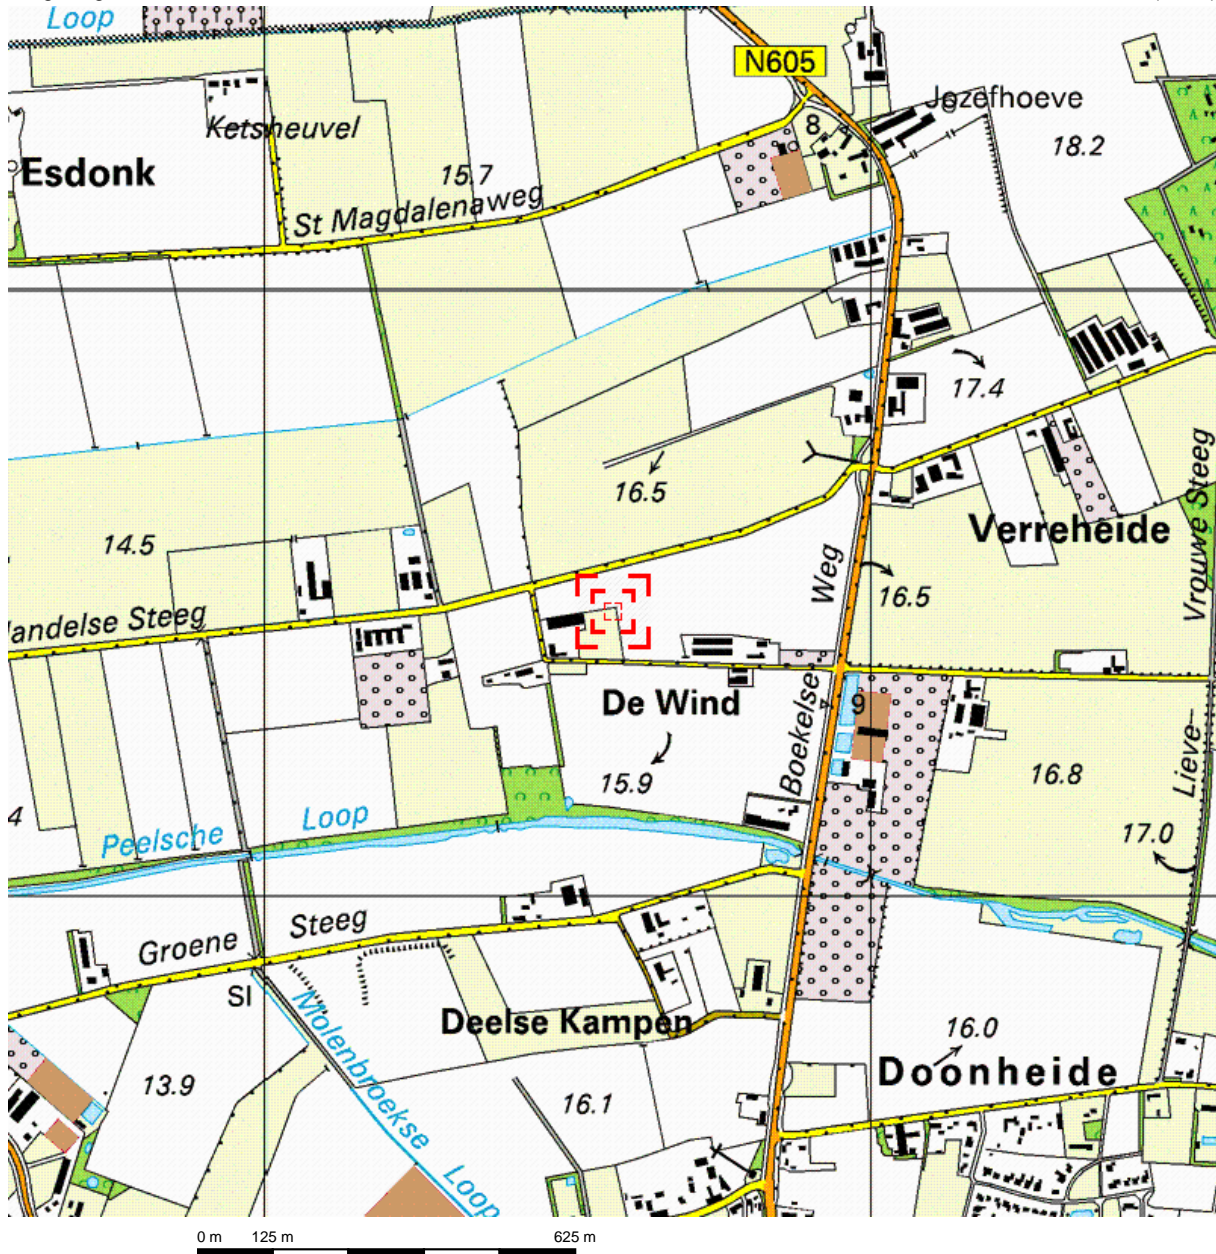 Loop
N605
Jozefhoeve
Ketsheuvel
8
18.2
Esdonk
15.7
St Magdalenaweg
17.4
16.5
Verreheide
14.5
Vrouwe Steeg
Weg
16.5
andelse Steeg
De Wind
9
Boekelse
15.9
16.8
Lieve-
4
Peelsche Loop
17.0
Groene Steeg
Sl
Molenbroekse Loop
Deelse Kampen
16.0
Doonheide
13.9
16.1
0 m 125 m 625 m